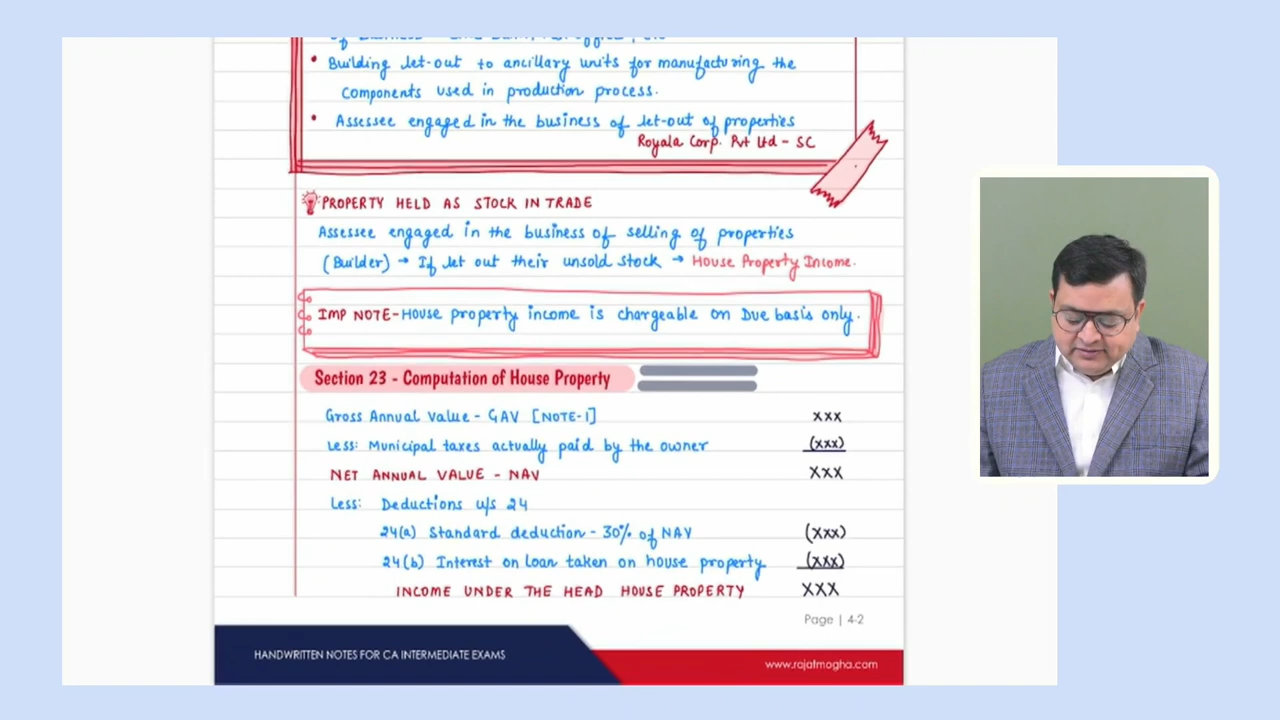 of Business
• Building let-out to ancillary units for manufacturing the
components used in production process.
• Assessee engaged in the business of let-out of properties
Royala Corp. Pvt Ltd - SC
PROPERTY HELD AS STOCK IN TRADE
Assessee engaged in the business of selling of properties
(Builder) → If let out their unsold stock → House Property Income.
IMP NOTE- House property income is chargeable on Due basis only.
Section 23 - Computation of House Property
Gross Annual Value - GAV [NOTE-1] XXX
Less: Municipal taxes actually paid by the owner (XXX)
NET ANNUAL VALUE - NAV XXX
Less: Deductions u/s 24
24(a) Standard deduction - 30% of NAV (XXX)
24(b) Interest on loan taken on house property (XXX)
INCOME UNDER THE HEAD HOUSE PROPERTY XXX
Page | 4-2
HANDWRITTEN NOTES FOR CA INTERMEDIATE EXAMS
www.rajatmogha.com